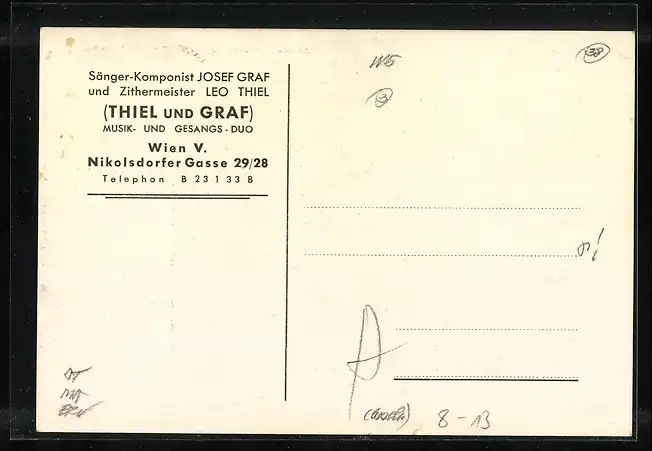 Sänger-Komponist JOSEF GRAF
und Zithermeister LEO THIEL
(THIEL UND GRAF)
MUSIK- UND GESANGS-DUO
Wien V.
Nikolsdorfer Gasse 29/28
Telephon B 23 1 33 B
38
8 - 13